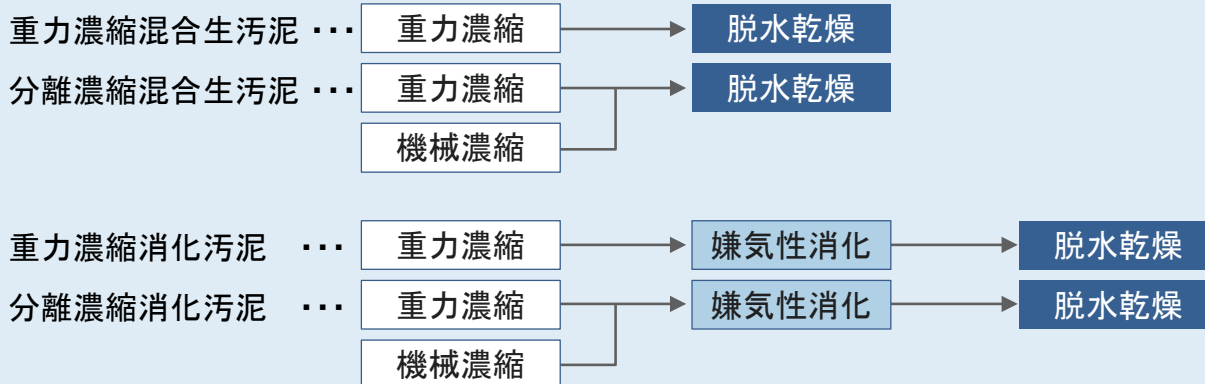 重力濃縮混合生汚泥 ・・・ 重力濃縮 脱水乾燥
分離濃縮混合生汚泥 ・・・ 重力濃縮 脱水乾燥
機械濃縮
重力濃縮消化汚泥 ・・・ 重力濃縮 嫌気性消化 脱水乾燥
分離濃縮消化汚泥 ・・・ 重力濃縮 嫌気性消化 脱水乾燥
機械濃縮